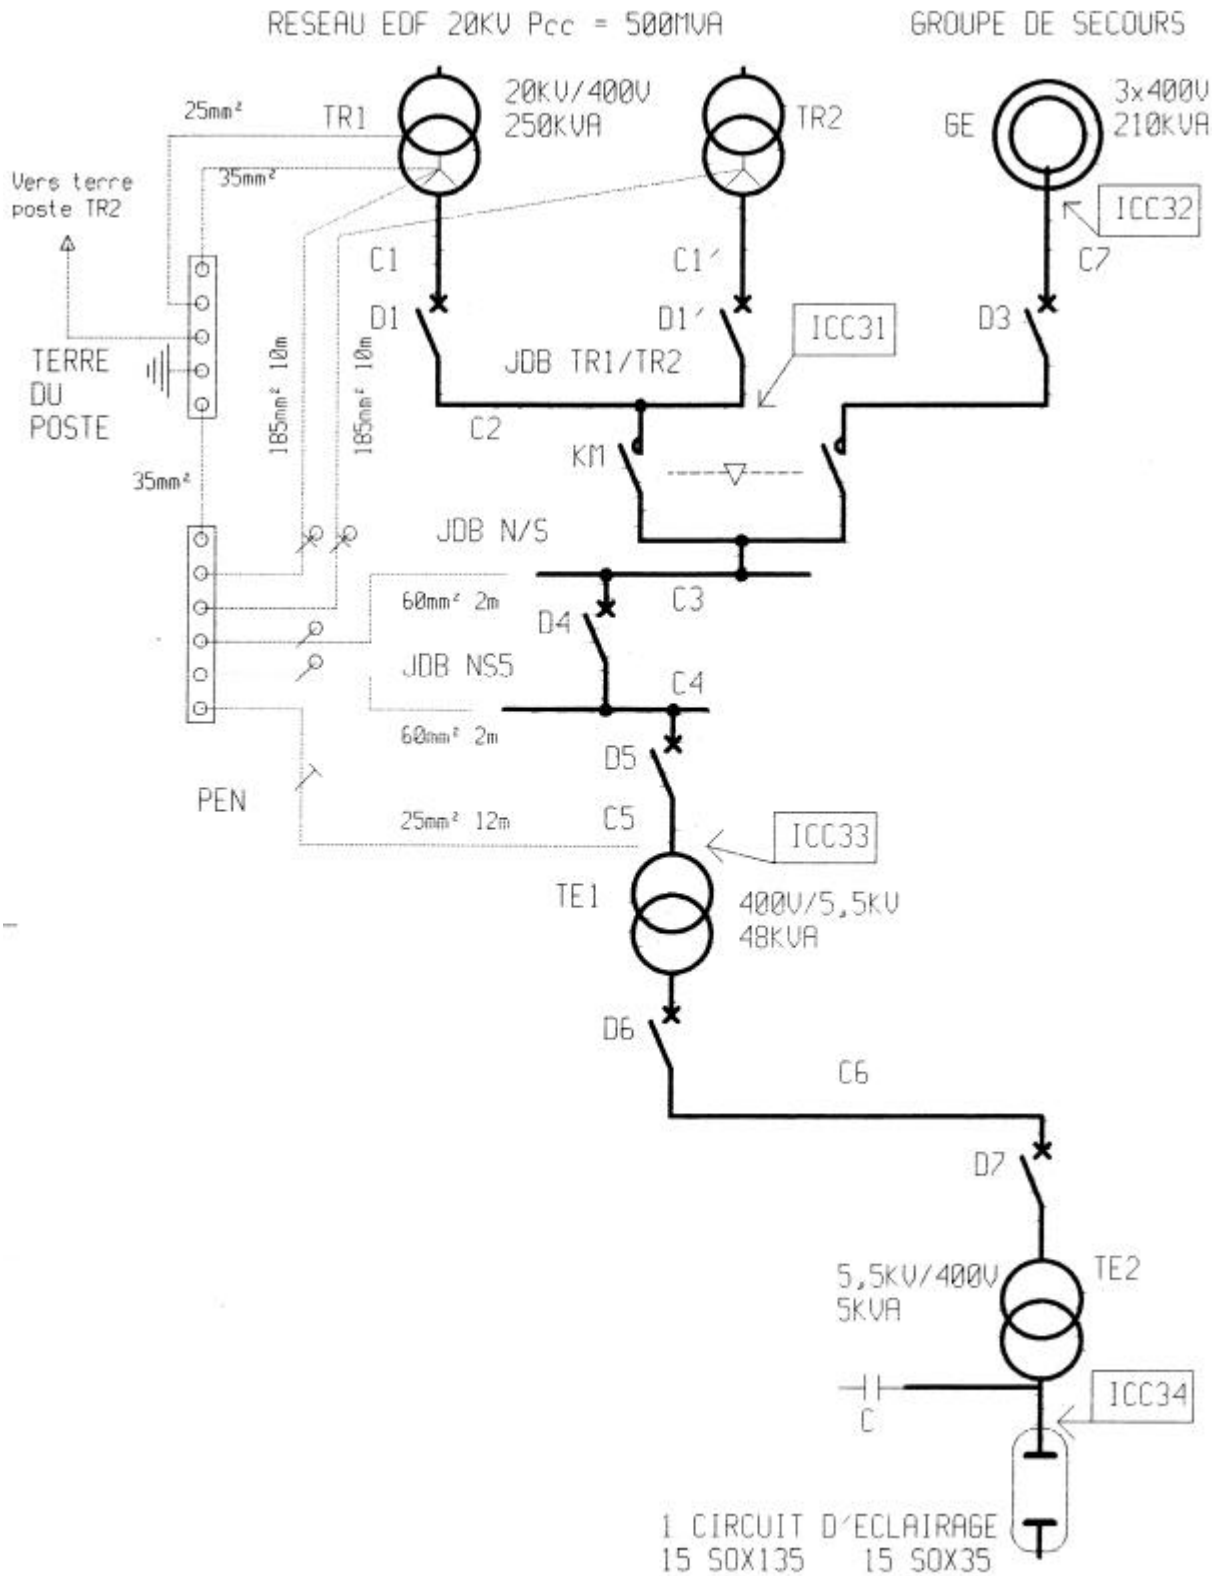 RESEAU EDF 20KV Pcc = 500MVA
GROUPE DE SECOURS
25mm²
TR1
20KV/400V
250KVA
TR2
GE
3x400V
210KVA
Vers terre
poste TR2
35mm²
ICC32
C1
C1′
C7
D1
D1′
ICC31
D3
TERRE
DU
POSTE
185mm² 10m
185mm² 10m
JDB TR1/TR2
C2
KM
35mm²
JDB N/S
60mm² 2m
C3
D4
JDB NS5
C4
60mm² 2m
D5
PEN
25mm² 12m
C5
ICC33
TE1
400V/5,5KV
48KVA
D6
C6
D7
5,5KV/400V
5KVA
TE2
ICC34
C
1 CIRCUIT D′ECLAIRAGE
15 SOX135 15 SOX35